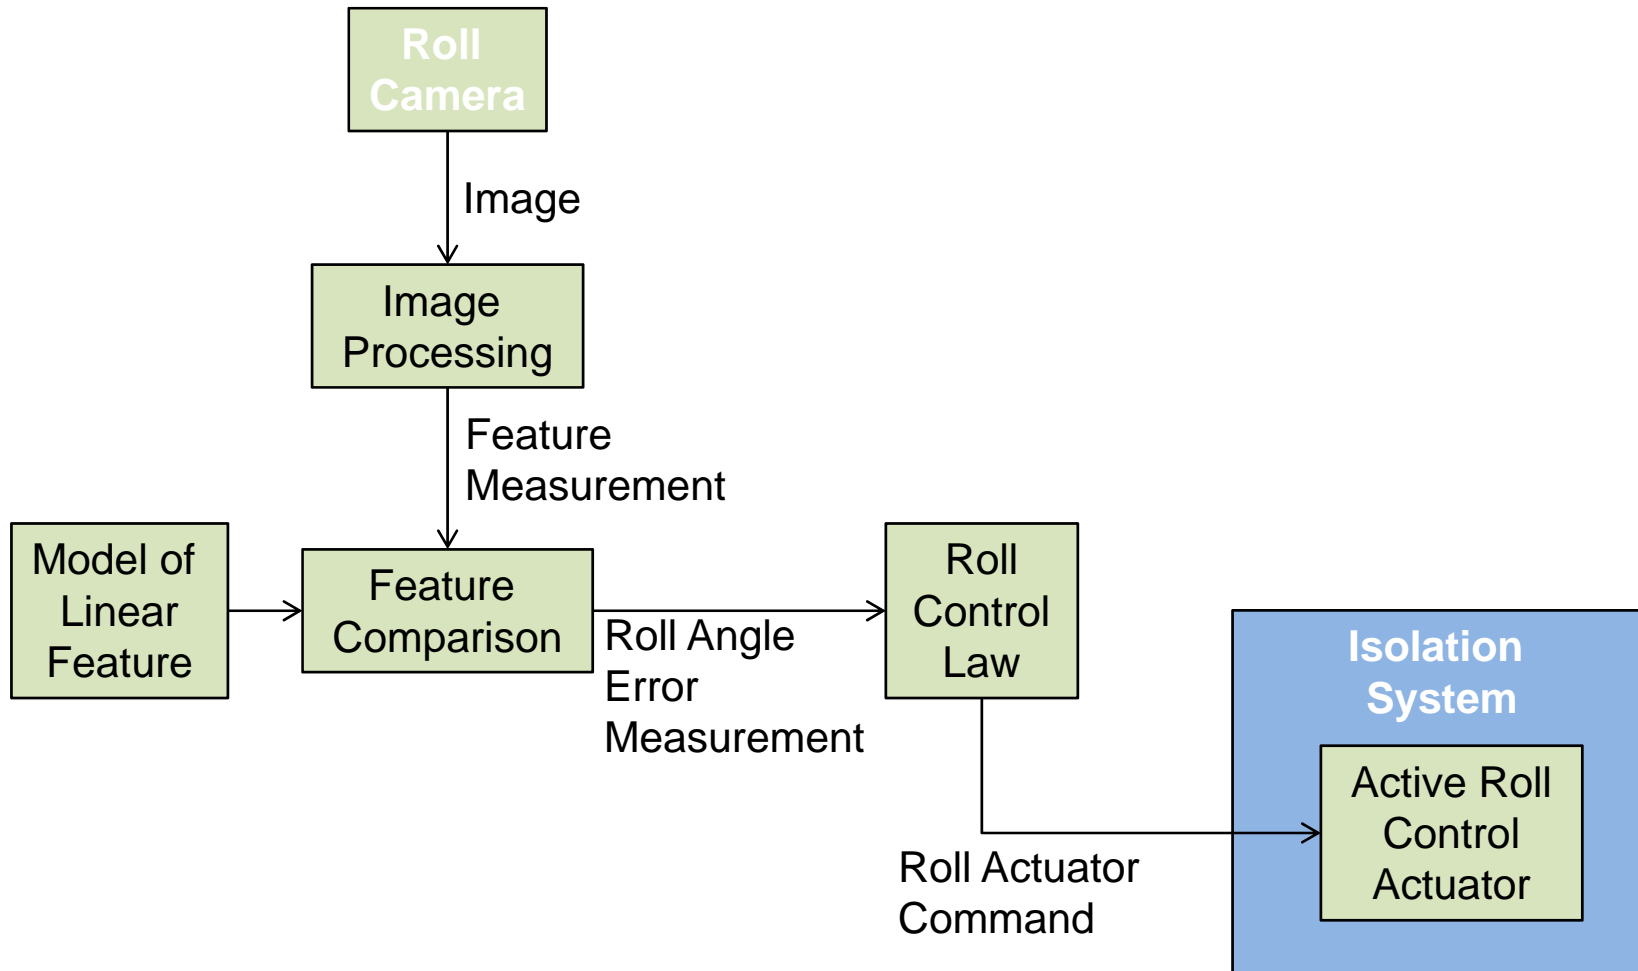 Roll
Camera
Image
Image
Processing
Feature
Measurement
Model of
Linear
Feature
Feature
Comparison
Roll Angle
Error
Measurement
Roll
Control
Law
Roll Actuator
Command
Isolation
System
Active Roll
Control
Actuator